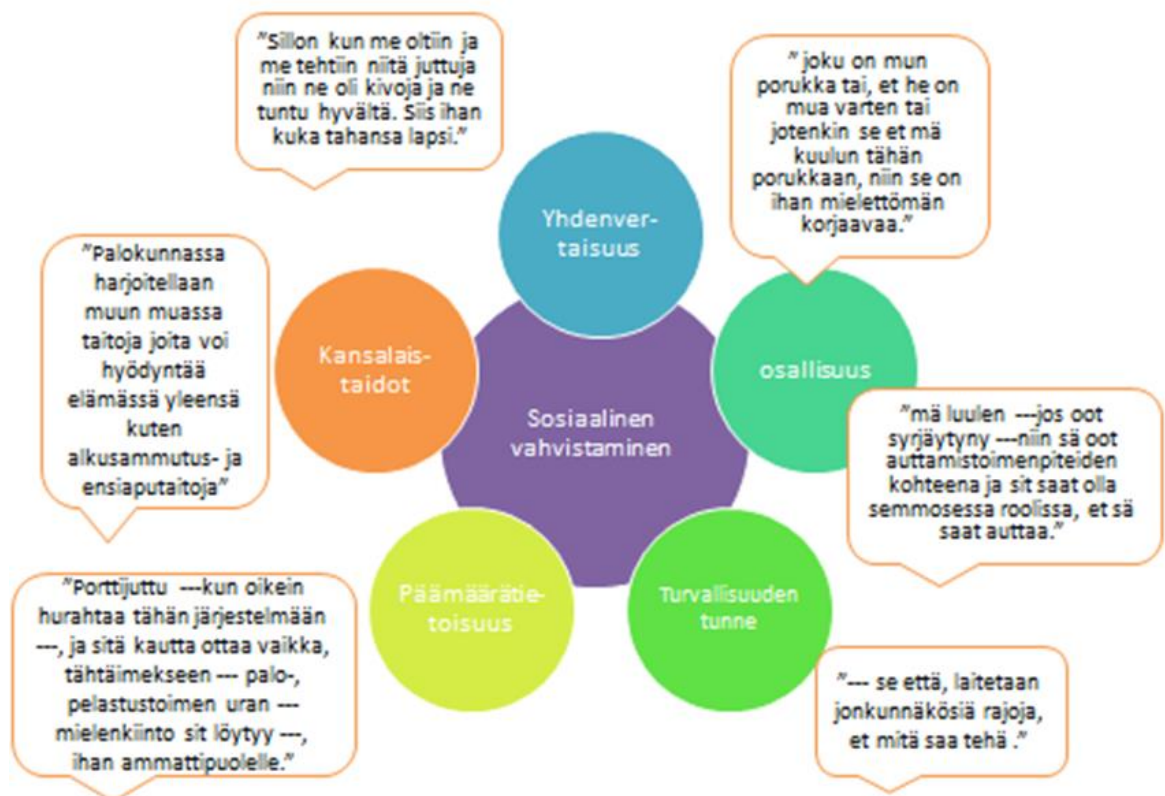 "Sillon kun me oltiin ja
me tehtiin niitä juttuja
niin ne oli kivoja ja ne
tuntu hyvältä. Siis ihan
kuka tahansa lapsi."
" joku on mun
porukka tai, et he on
mua varten tai
jotenkin se et mä
kuulun tähän
porukkaan, niin se on
ihan mielettömän
korjaavaa."
Yhdenver-
taisuus
"Palokunnassa
harjoitellaan
muun muassa
taitoja joita voi
hyödyntää
elämässä yleensä
kuten
alkusammutus- ja
ensiaputaitoja"
Kansalais-
taidot
osallisuus
Sosiaalinen
vahvistaminen
"mä luulen ---jos oot
syrjäytyny ---niin sä oot
auttamistoimenpiteiden
kohteena ja sit saat olla
semmosessa roolissa, et sä
saat auttaa."
"Porttijuttu ---kun oikein
hurahtaa tähän järjestelmään
---, ja sitä kautta ottaa vaikka,
tähtäimekseen --- palo-,
pelastustoimen uran ---
mielenkiinto sit löytyy ---,
ihan ammattipuolelle."
Päämäärätie-
toisuus
Turvallisuuden
tunne
"--- se että, laitetaan
jonkunnäkösiä rajoja,
et mitä saa tehä ."